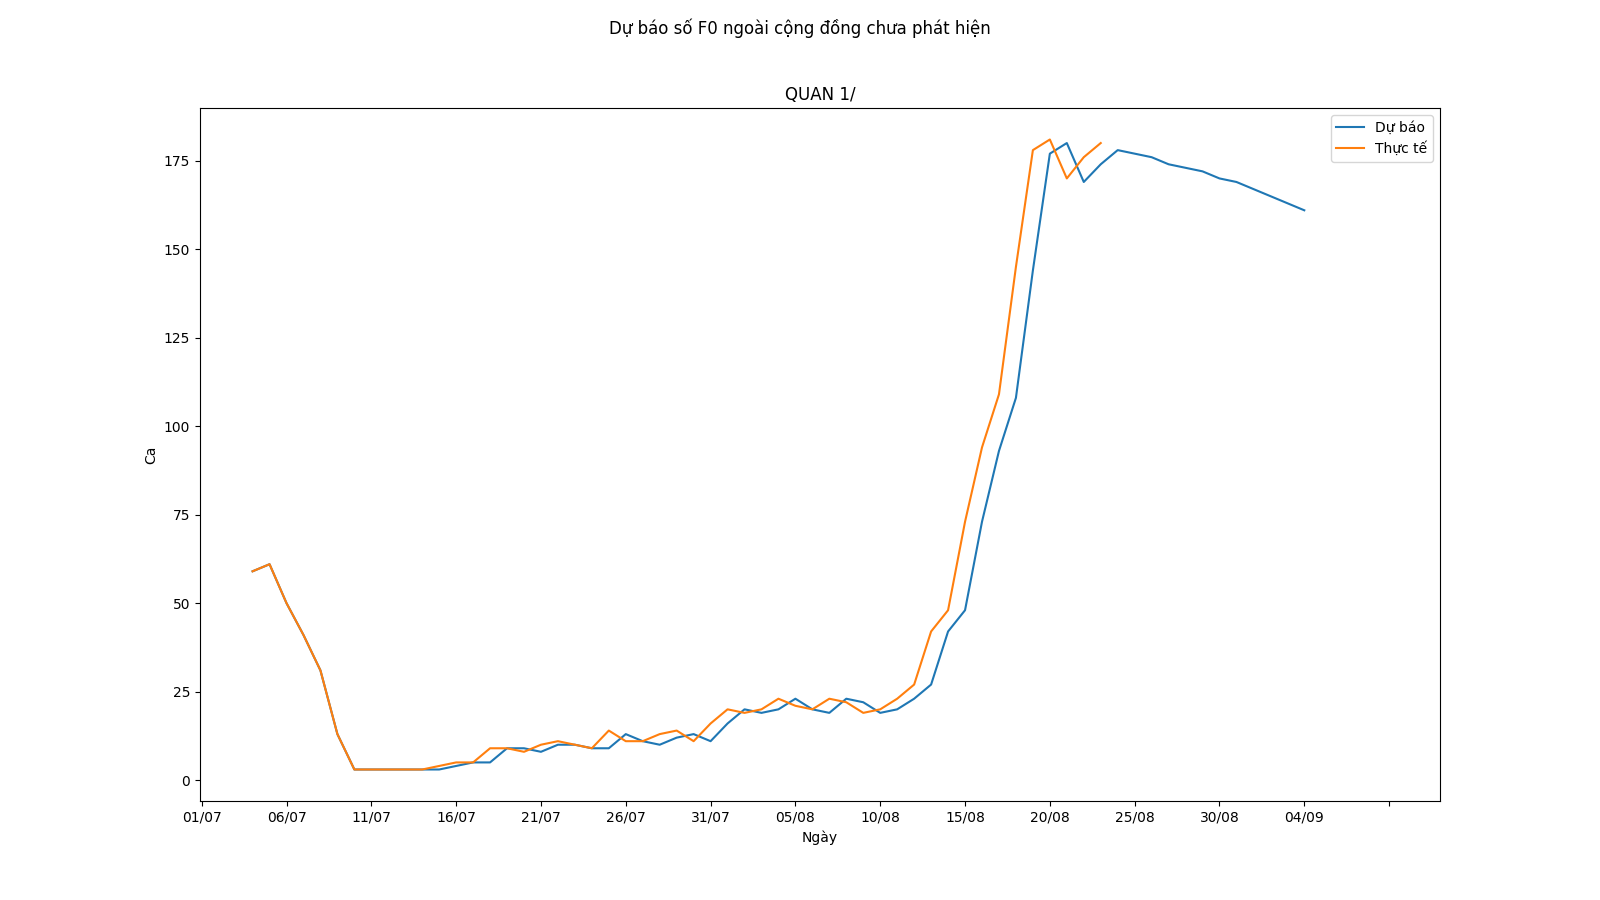 Dự báo số F0 ngoài cộng đồng chưa phát hiện
QUAN 1/
Dự báo
Thực tế
175
150
125
100
75
50
25
0
Ca
01/07 06/07 11/07 16/07 21/07 26/07 31/07 05/08 10/08 15/08 20/08 25/08 30/08 04/09
Ngày